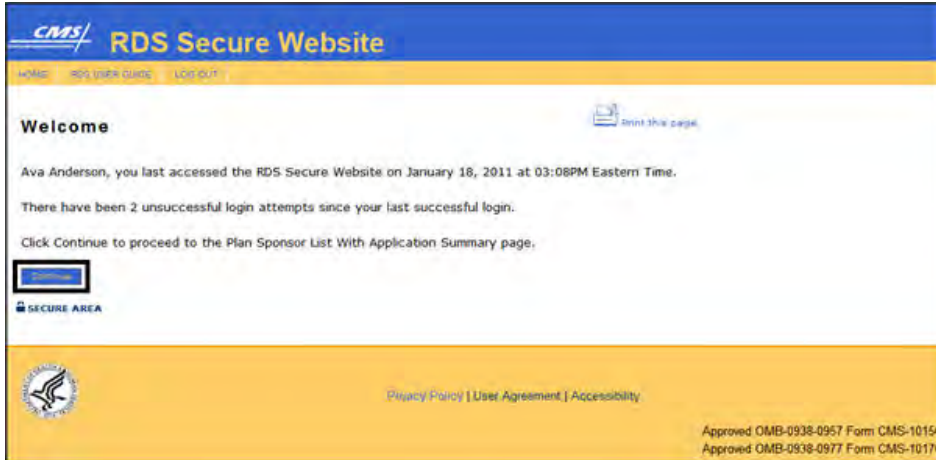 CMS/ RDS Secure Website
HOME RDS USER GUIDE LOG OUT
Welcome
Print this page
Ava Anderson, you last accessed the RDS Secure Website on January 18, 2011 at 03:08PM Eastern Time.
There have been 2 unsuccessful login attempts since your last successful login.
Click Continue to proceed to the Plan Sponsor List With Application Summary page.
Continue
SECURE AREA
Privacy Policy | User Agreement | Accessibility
Approved OMB-0938-0957 Form CMS-1015
Approved OMB-0938-0977 Form CMS-1017